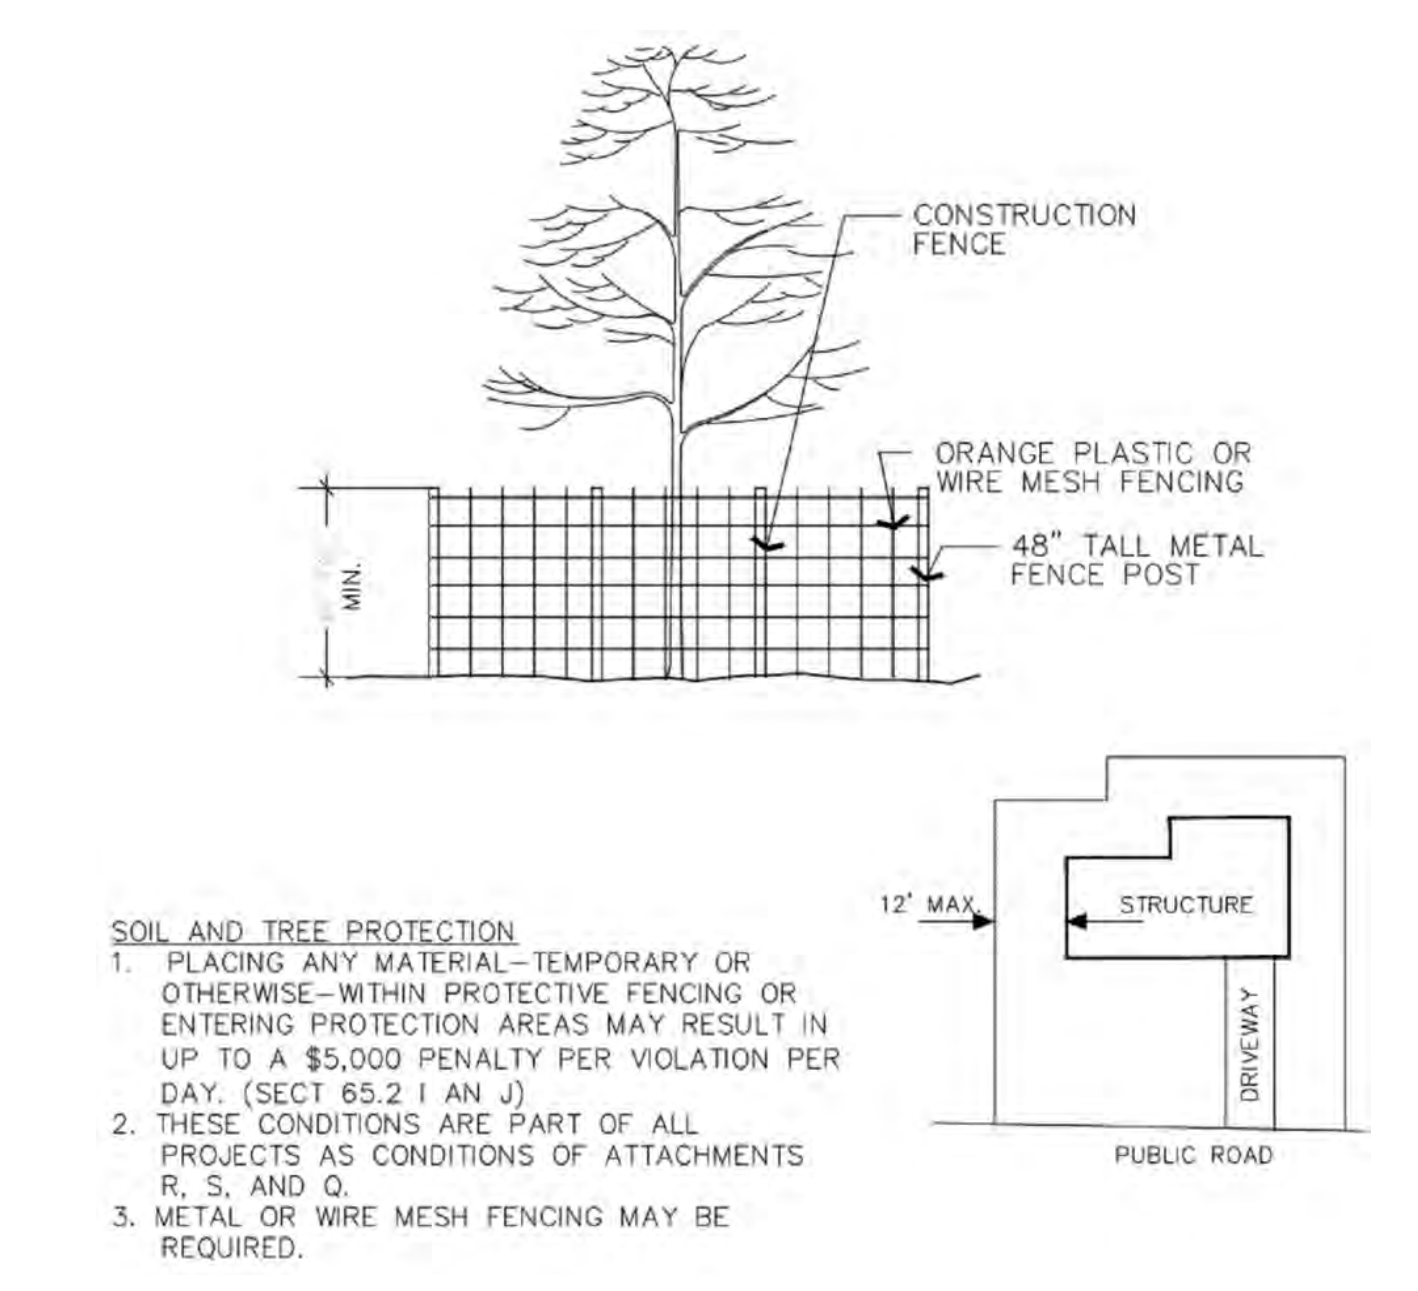 CONSTRUCTION
FENCE
ORANGE PLASTIC OR
WIRE MESH FENCING
48" TALL METAL
FENCE POST
MIN.
12' MAX.
STRUCTURE
DRIVEWAY
PUBLIC ROAD
SOIL AND TREE PROTECTION
1. PLACING ANY MATERIAL–TEMPORARY OR
OTHERWISE–WITHIN PROTECTIVE FENCING OR
ENTERING PROTECTION AREAS MAY RESULT IN
UP TO A $5,000 PENALTY PER VIOLATION PER
DAY. (SECT 65.2 I AN J)
2. THESE CONDITIONS ARE PART OF ALL
PROJECTS AS CONDITIONS OF ATTACHMENTS
R, S, AND Q.
3. METAL OR WIRE MESH FENCING MAY BE
REQUIRED.